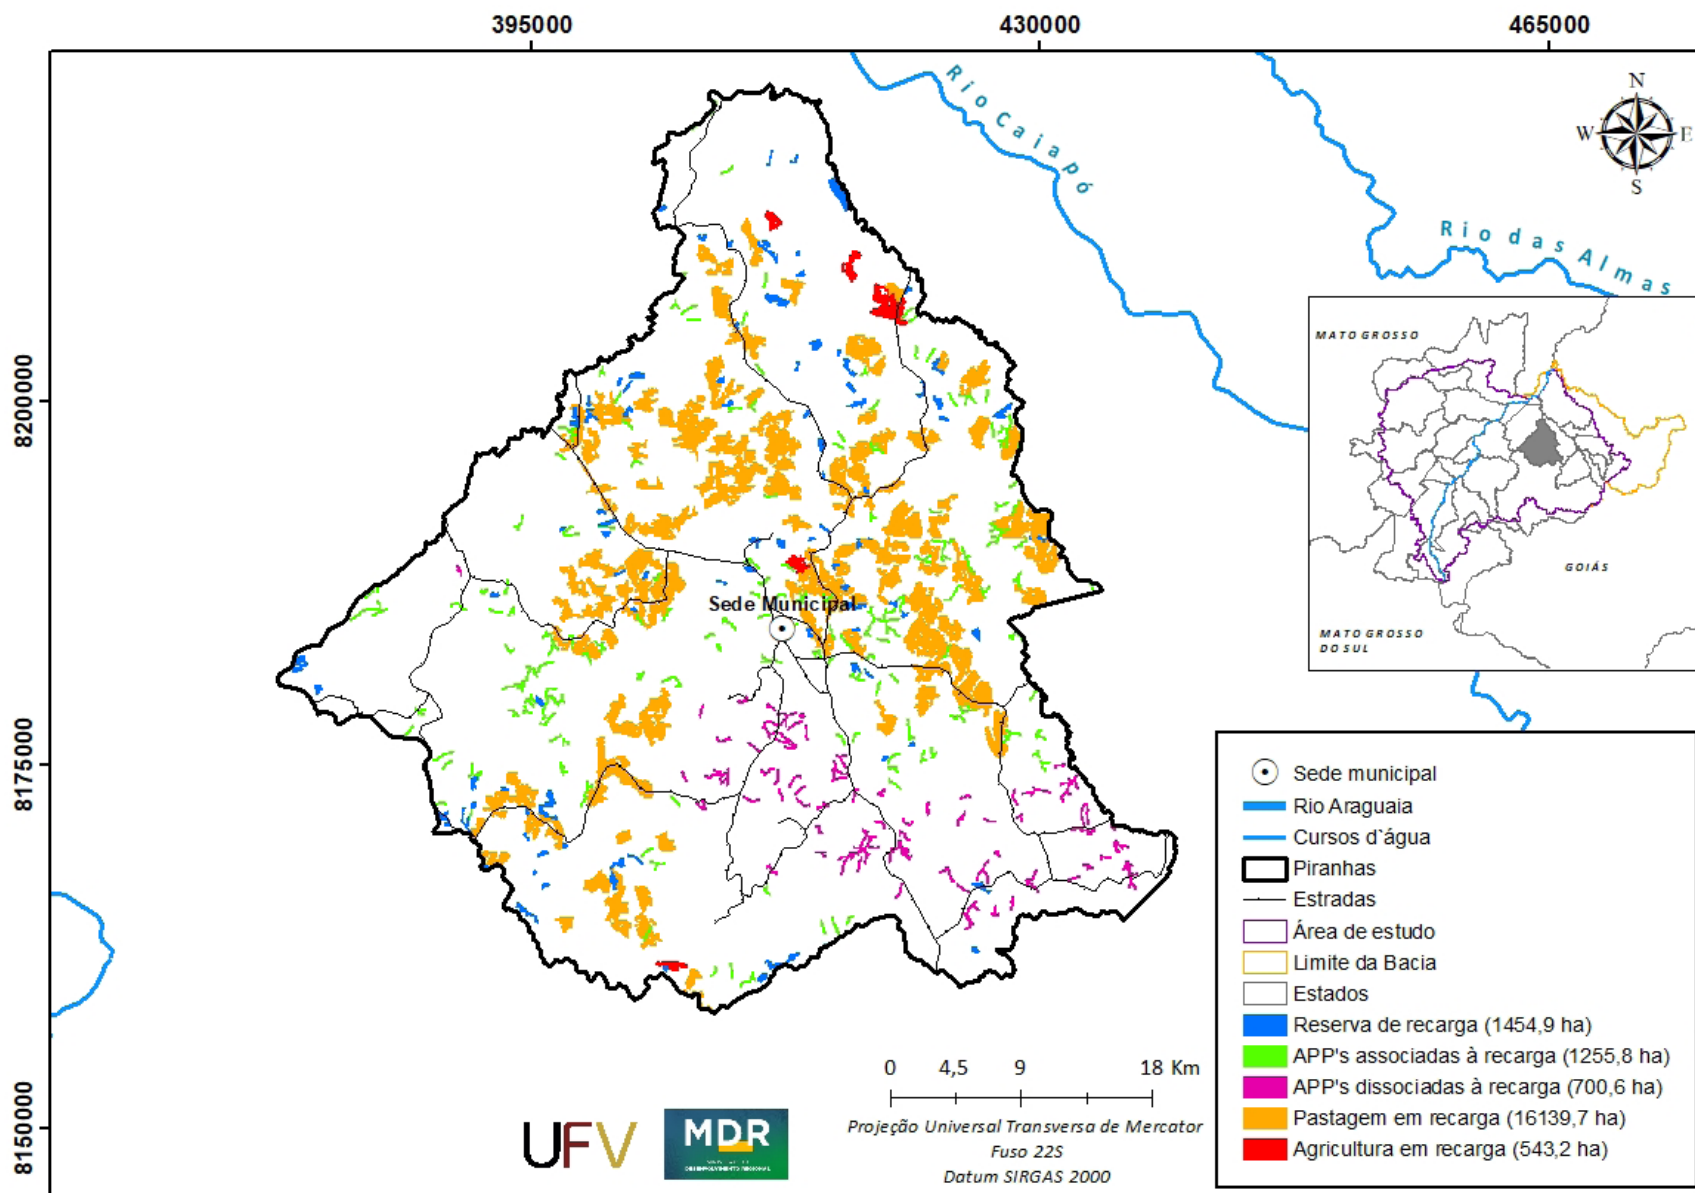 395000
430000
465000
Rio Caiapó
Rio das Almas
N
W
E
S
8200000
8175000
8150000
MATO GROSSO
GOIÁS
MATO GROSSO
DO SUL
Sede Municipal
Sede municipal
Rio Araguaia
Cursos d`água
Piranhas
Estradas
Área de estudo
Limite da Bacia
Estados
Reserva de recarga (1454,9 ha)
APP's associadas à recarga (1255,8 ha)
APP's dissociadas à recarga (700,6 ha)
Pastagem em recarga (16139,7 ha)
Agricultura em recarga (543,2 ha)
0 4,5 9 18 Km
Projeção Universal Transversa de Mercator
Fuso 22S
Datum SIRGAS 2000
UFV
MDR
DESENVOLVIMENTO REGIONAL